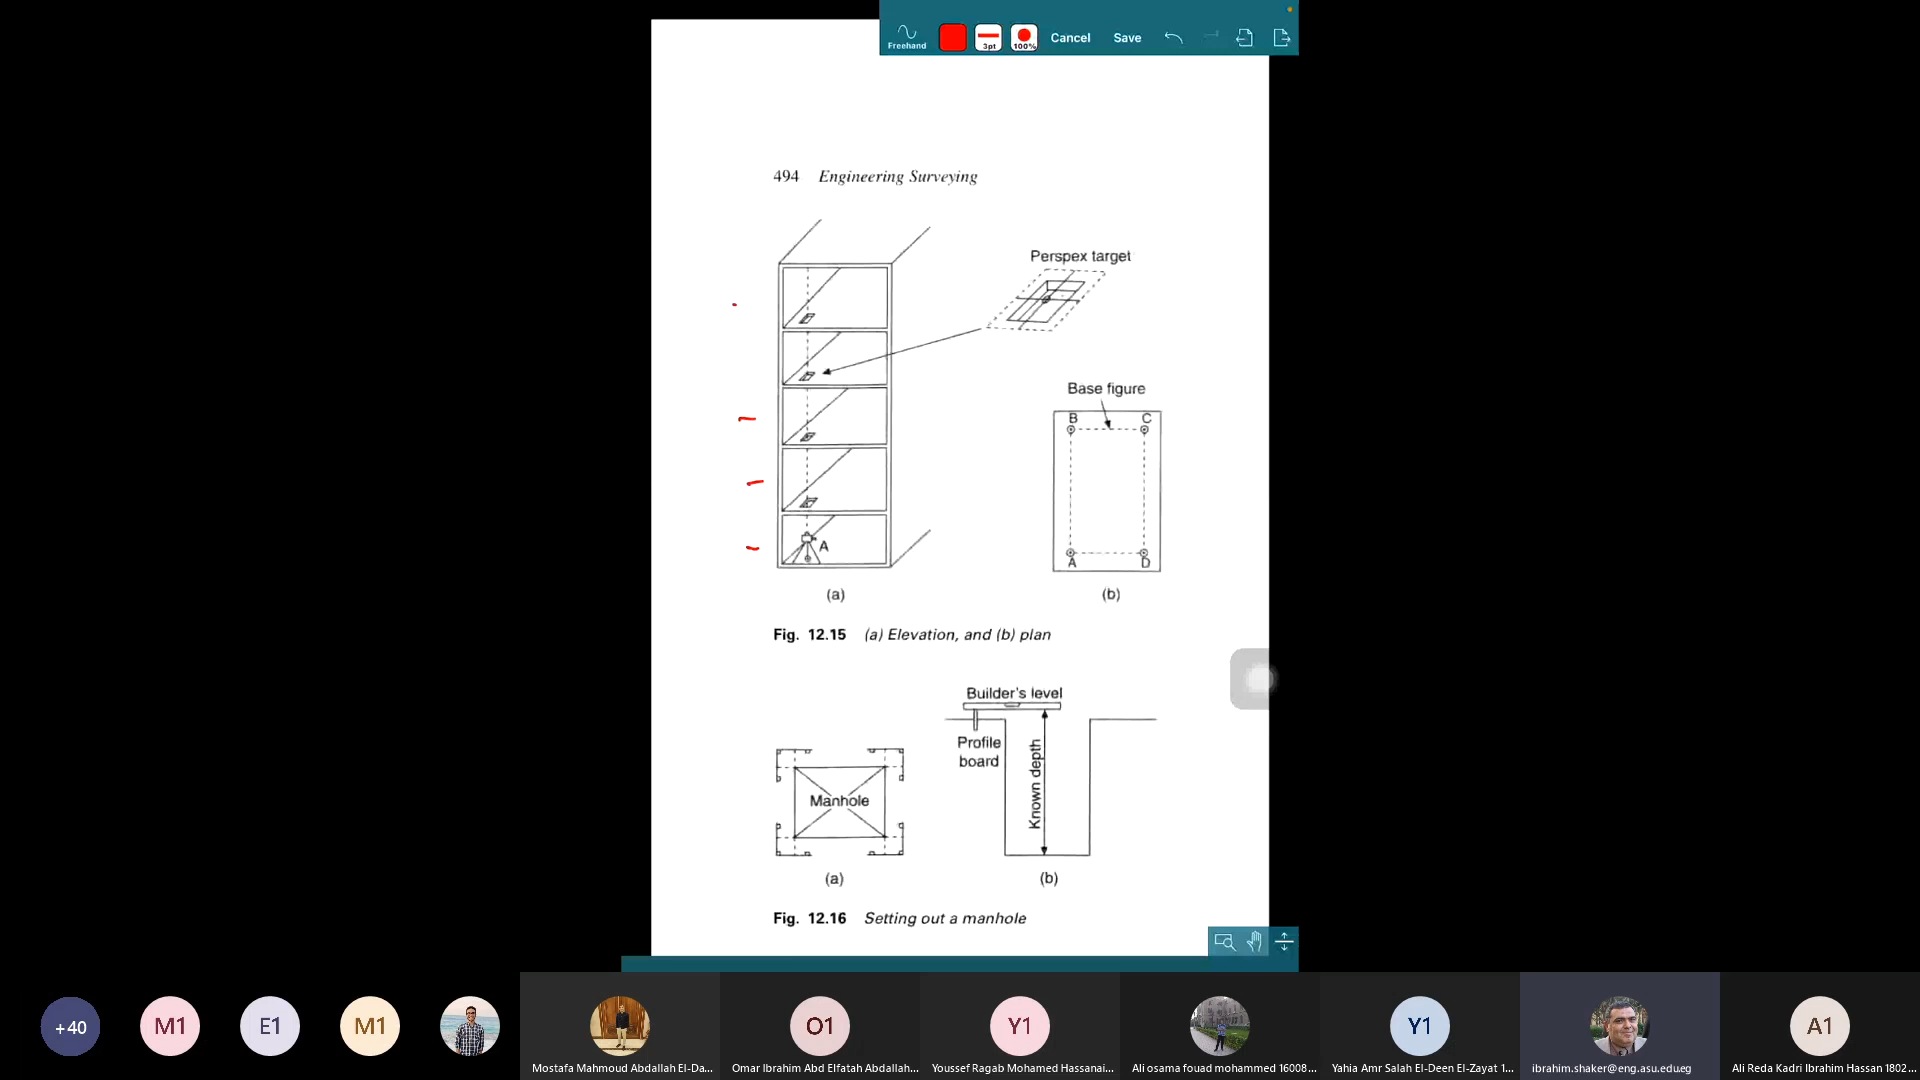 Freehand
3pt
100%
Cancel
Save
494 Engineering Surveying
Perspex target
Base figure
B
C
A
A
D
(a)
(b)
Fig. 12.15 (a) Elevation, and (b) plan
Builder's level
Profile
board
Known depth
Manhole
(a)
(b)
Fig. 12.16 Setting out a manhole
+40
M1
E1
M1
O1
Y1
Y1
A1
Mostafa Mahmoud Abdallah El-Da...
Omar Ibrahim Abd Elfatah Abdallah...
Youssef Ragab Mohamed Hassanai...
Ali osama fouad mohammed 16008...
Yahia Amr Salah El-Deen El-Zayat 1...
ibrahim.shaker@eng.asu.edu.eg
Ali Reda Kadri Ibrahim Hassan 1802...